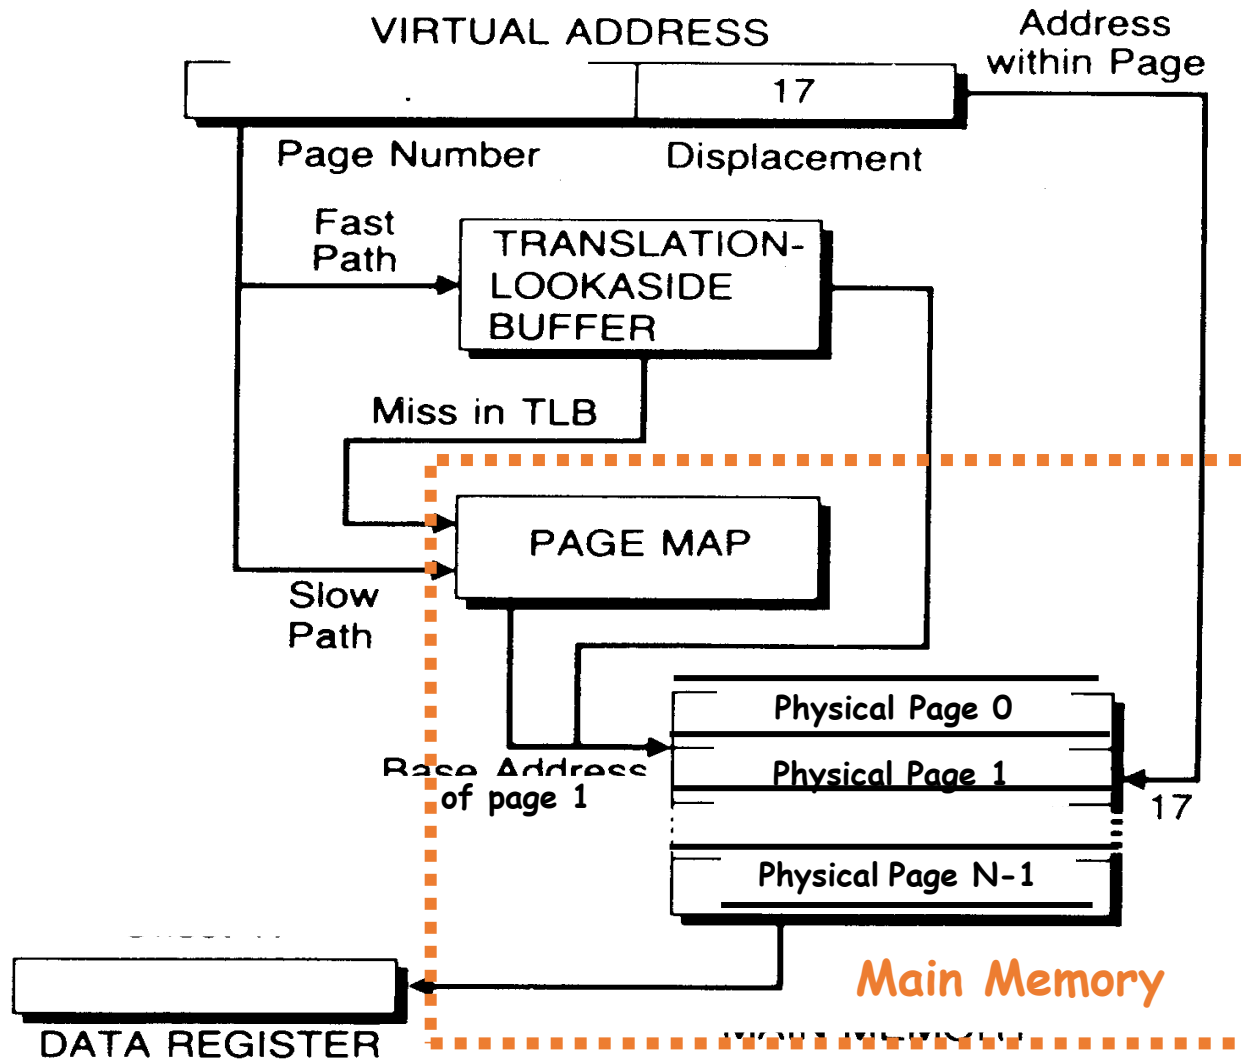 VIRTUAL ADDRESS
Address
within Page
17
Page Number
Displacement
Fast
Path
TRANSLATION-
LOOKASIDE
BUFFER
Miss in TLB
PAGE MAP
Slow
Path
Physical Page 0
Base Address
of page 1
Physical Page 1
17
Physical Page N-1
Main Memory
DATA REGISTER